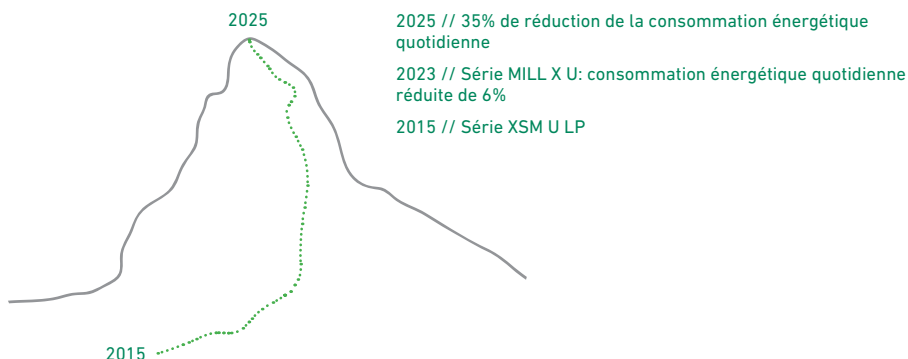 2025
2025 // 35% de réduction de la consommation énergétique
quotidienne
2023 // Série MILL X U: consommation énergétique quotidienne
réduite de 6%
2015 // Série XSM U LP
2015